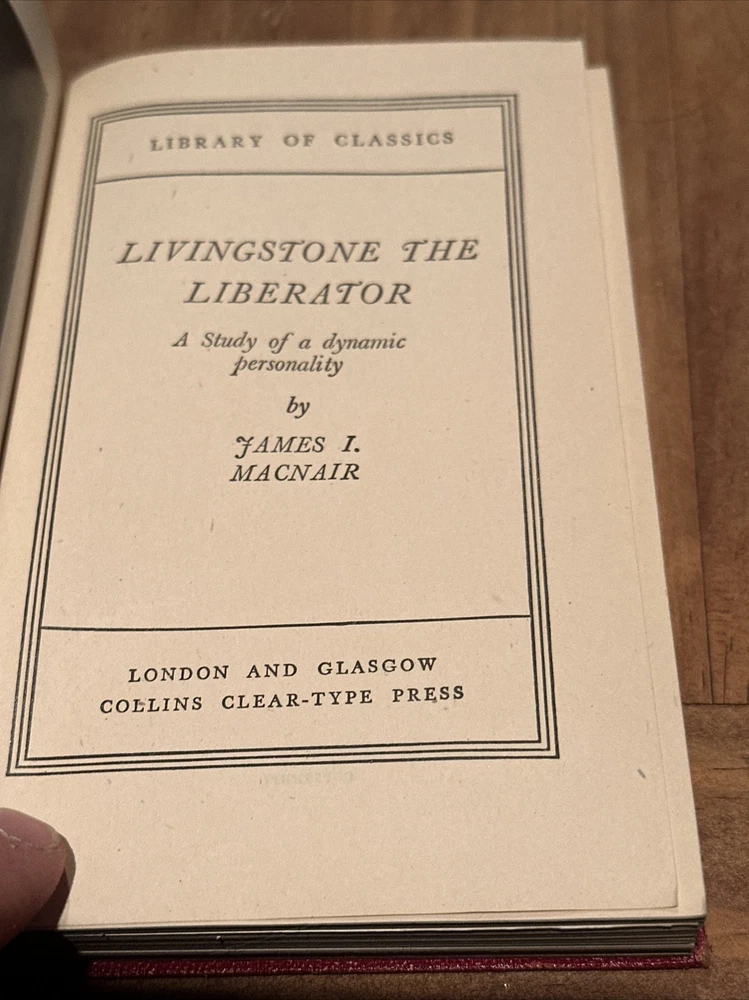 LIBRARY OF CLASSICS
LIVINGSTONE THE
LIBERATOR
A Study of a dynamic
personality
by
JAMES I.
MACNAIR
LONDON AND GLASGOW
COLLINS CLEAR-TYPE PRESS